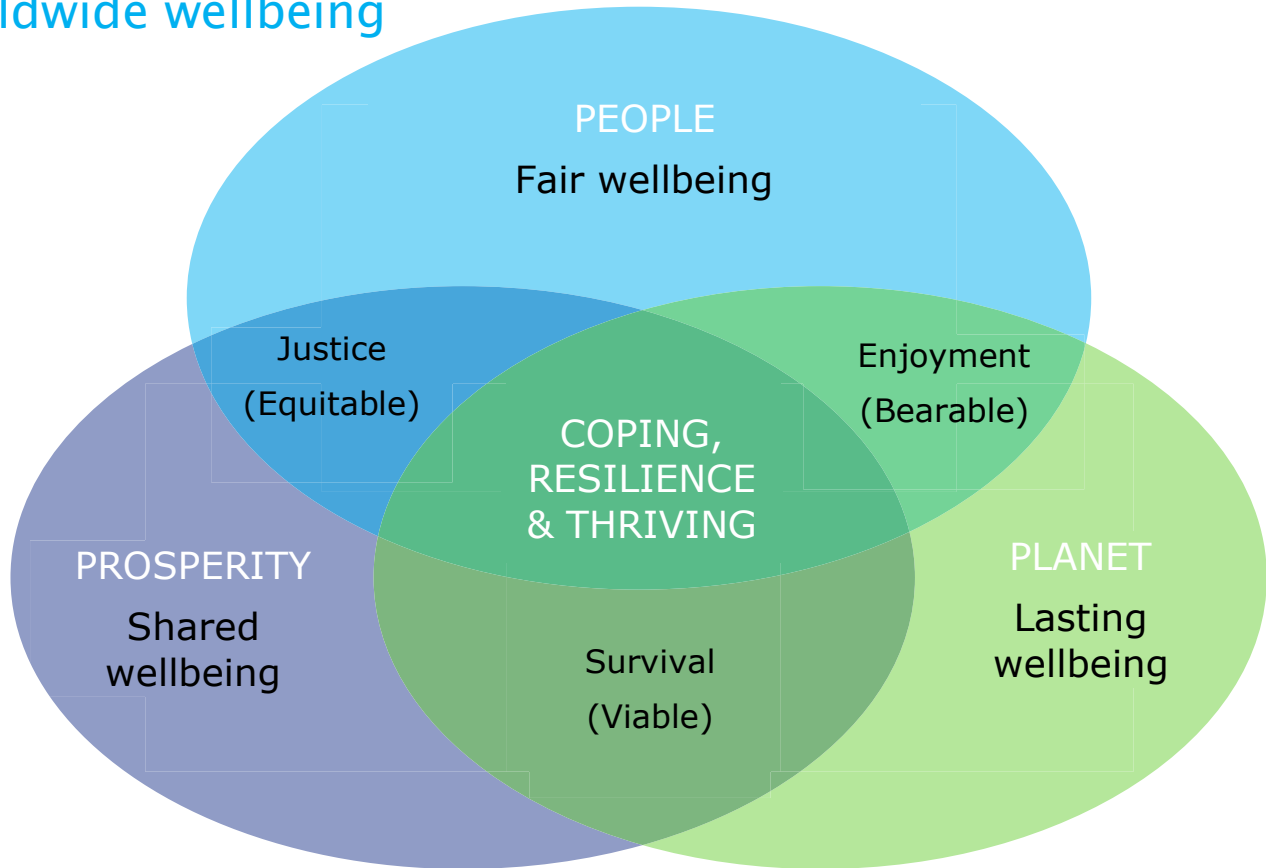 ldwide wellbeing
PEOPLE
Fair wellbeing
Justice
(Equitable)
Enjoyment
(Bearable)
COPING,
RESILIENCE
& THRIVING
PROSPERITY
Shared
wellbeing
PLANET
Lasting
wellbeing
Survival
(Viable)